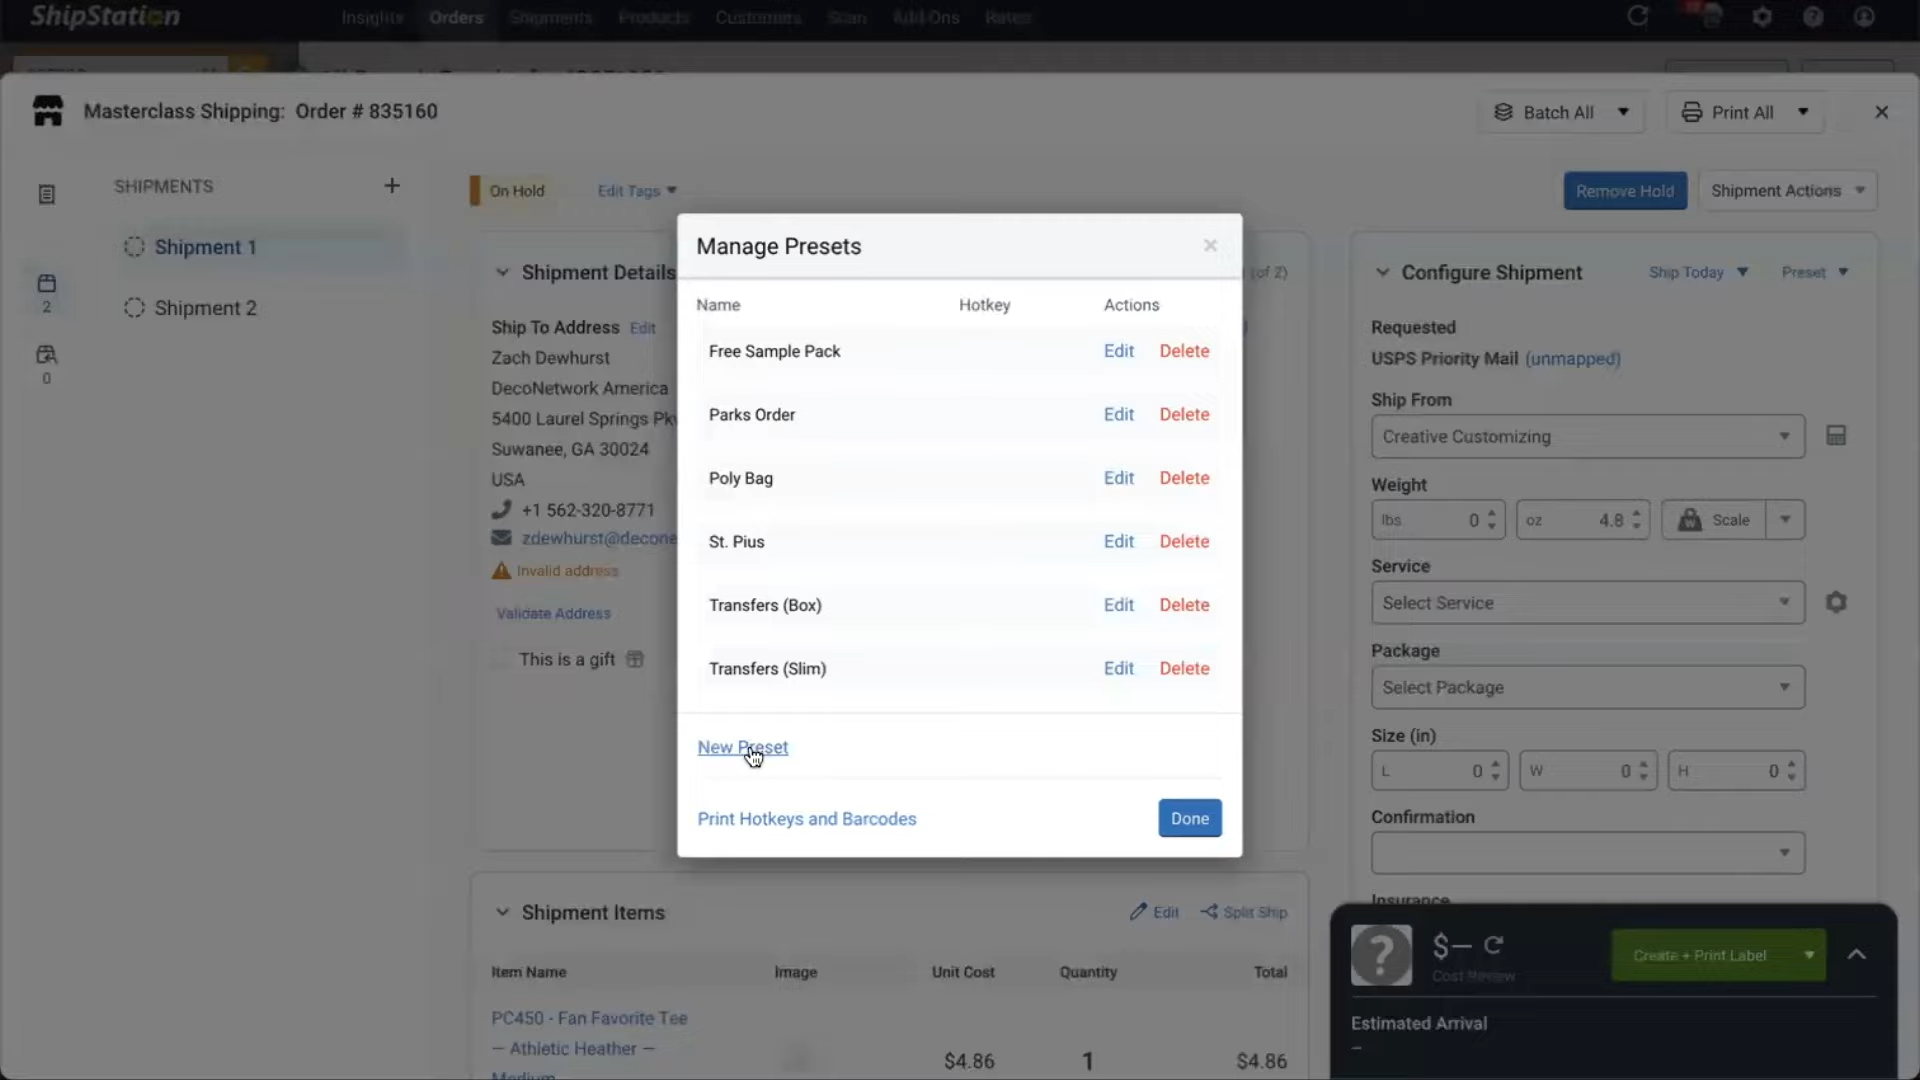 ShipStation
Insights Orders Shipments Products Customers Scan Add-Ons Rates
Masterclass Shipping: Order # 835160
Batch All
Print All
SHIPMENTS
Shipment 1
2
Shipment 2
0
On Hold
Edit Tags
Remove Hold
Shipment Actions
Shipment Details
(of 2)
Ship To Address Edit
Zach Dewhurst
DecoNetwork America
5400 Laurel Springs Pkw
Suwanee, GA 30024
USA
+1 562-320-8771
zdewhurst@decone
Invalid address
Validate Address
This is a gift
Manage Presets
Name Hotkey Actions
Free Sample Pack Edit Delete
Parks Order Edit Delete
Poly Bag Edit Delete
St. Pius Edit Delete
Transfers (Box) Edit Delete
Transfers (Slim) Edit Delete
New Preset
Print Hotkeys and Barcodes
Done
Configure Shipment
Ship Today
Preset
Requested
USPS Priority Mail (unmapped)
Ship From
Creative Customizing
Weight
lbs 0 oz 4.8 Scale
Service
Select Service
Package
Select Package
Size (in)
L 0 W 0 H 0
Confirmation
Insurance
Shipment Items
Edit Split Ship
Item Name Image Unit Cost Quantity Total
PC450 - Fan Favorite Tee
— Athletic Heather —
Medium
$4.86 1 $4.86
? $—
Cost Review
Create + Print Label
Estimated Arrival
—